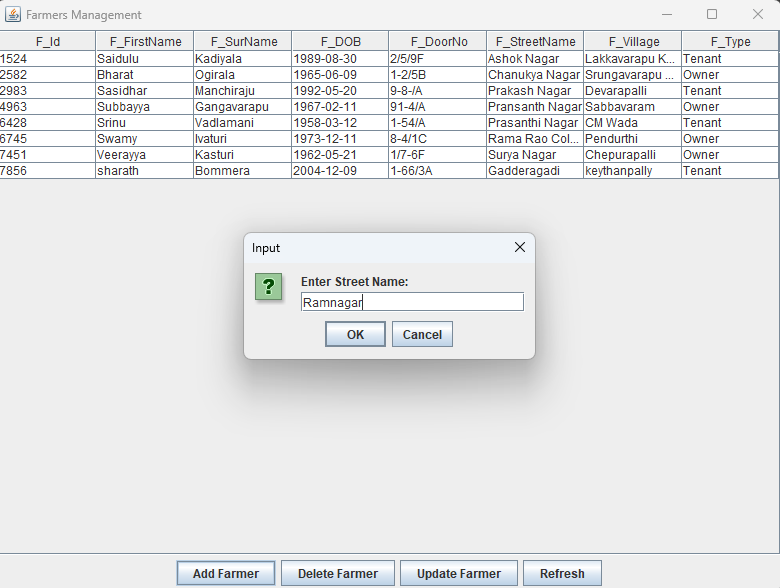 Farmers Management
F_Id F_FirstName F_SurName F_DOB F_DoorNo F_StreetName F_Village F_Type
1524 Saidulu Kadiyala 1989-08-30 2/5/9F Ashok Nagar Lakkavarapu K... Tenant
2582 Bharat Ogirala 1965-06-09 1-2/5B Chanukya Nagar Srungavarapu ... Owner
2983 Sasidhar Manchiraju 1992-05-20 9-8-/A Prakash Nagar Devarapalli Tenant
4963 Subbayya Gangavarapu 1967-02-11 91-4/A Pransanth Nagar Sabbavaram Owner
6428 Srinu Vadlamani 1958-03-12 1-54/A Prasanthi Nagar CM Wada Tenant
6745 Swamy Ivaturi 1973-12-11 8-4/1C Rama Rao Col... Pendurthi Owner
7451 Veerayya Kasturi 1962-05-21 1/7-6F Surya Nagar Chepurapalli Owner
7856 sharath Bommera 2004-12-09 1-66/3A Gadderagadi keythanpally Tenant
Input
Enter Street Name:
?
Ramnagar
OK Cancel
Add Farmer Delete Farmer Update Farmer Refresh